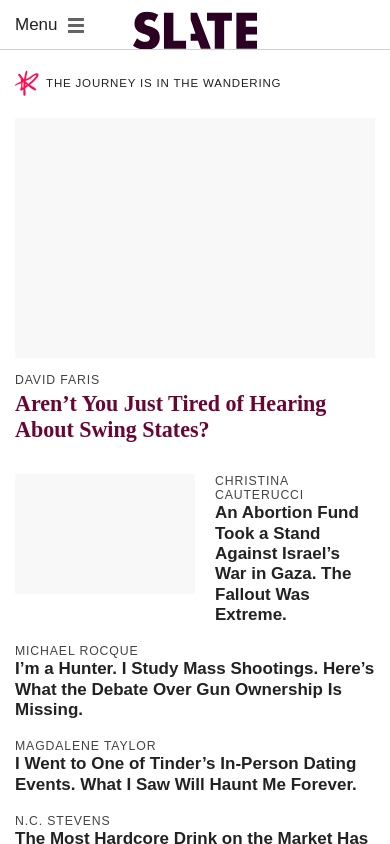 Menu
SLATE
THE JOURNEY IS IN THE WANDERING
DAVID FARIS
Aren’t You Just Tired of Hearing
About Swing States?
CHRISTINA
CAUTERUCCI
An Abortion Fund
Took a Stand
Against Israel’s
War in Gaza. The
Fallout Was
Extreme.
MICHAEL ROCQUE
I’m a Hunter. I Study Mass Shootings. Here’s
What the Debate Over Gun Ownership Is
Missing.
MAGDALENE TAYLOR
I Went to One of Tinder’s In-Person Dating
Events. What I Saw Will Haunt Me Forever.
N.C. STEVENS
The Most Hardcore Drink on the Market Has